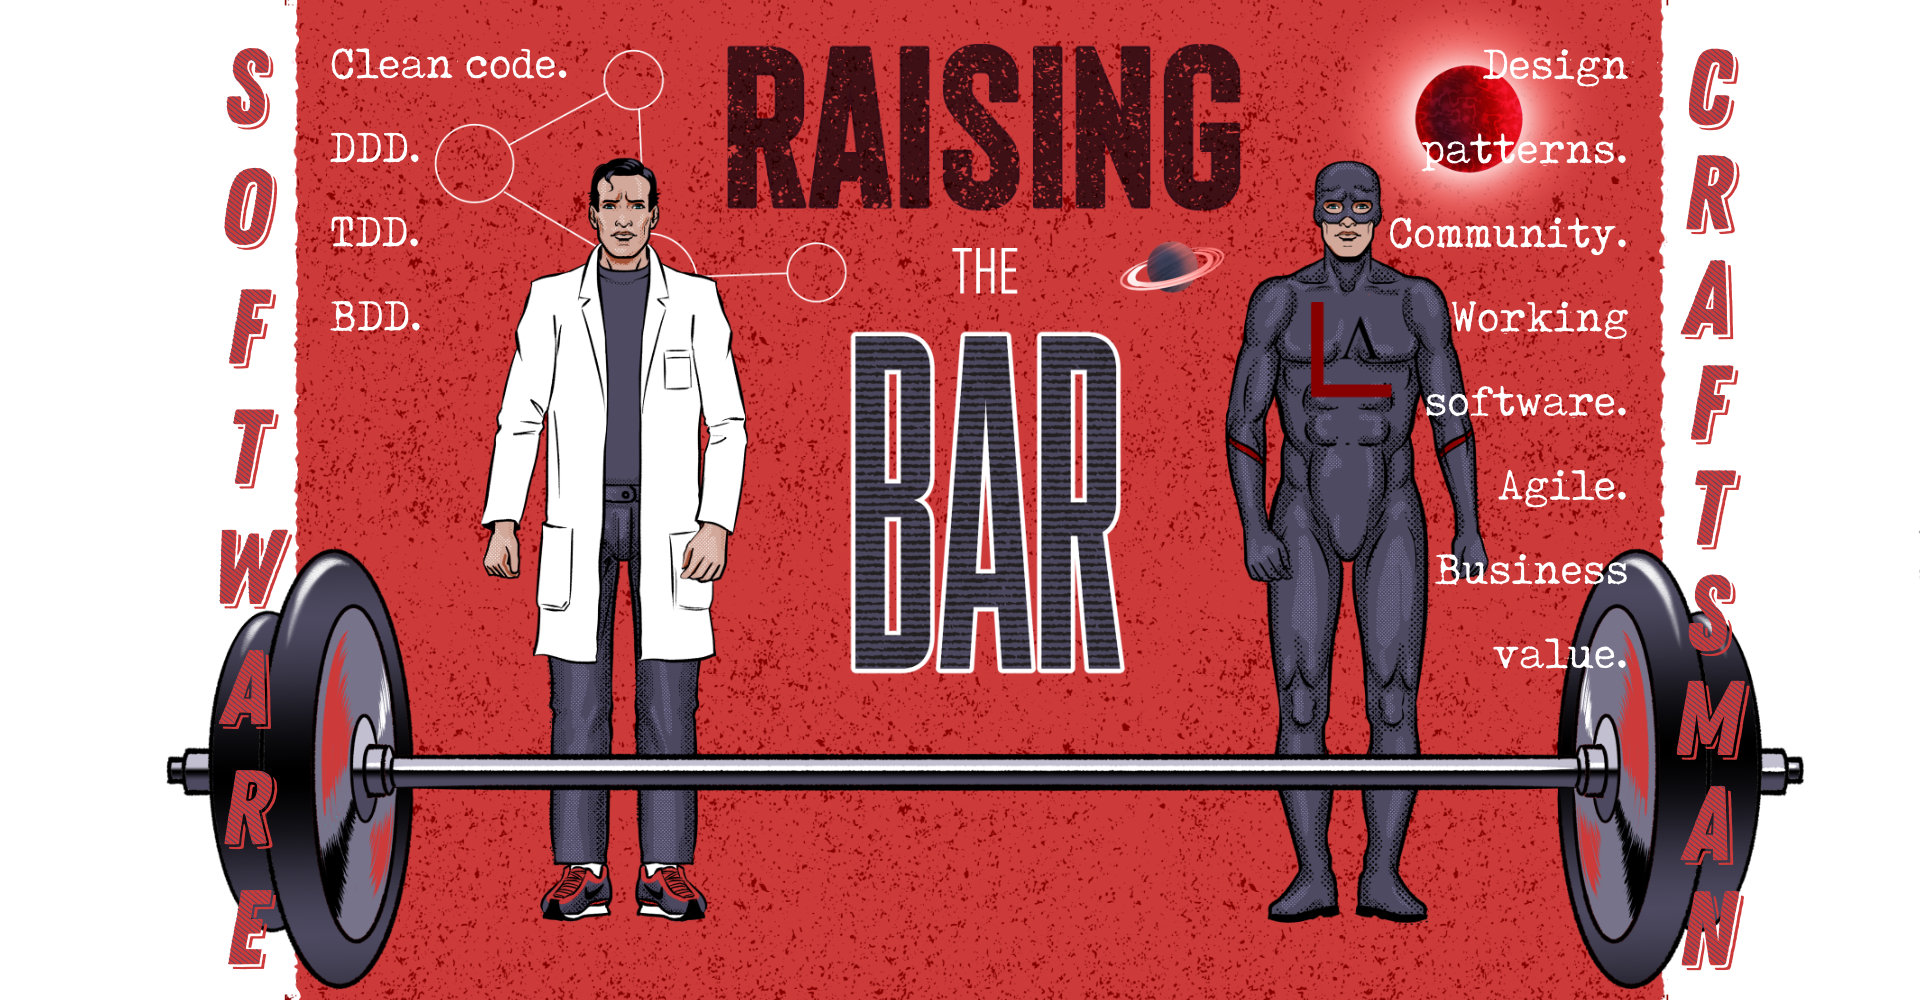 SOFTWARE
Clean code.
DDD.
TDD.
BDD.
RAISING
THE
BAR
Design
patterns.
Community.
Working
software.
Agile.
Business
value.
L Λ
CRAFTSMAN